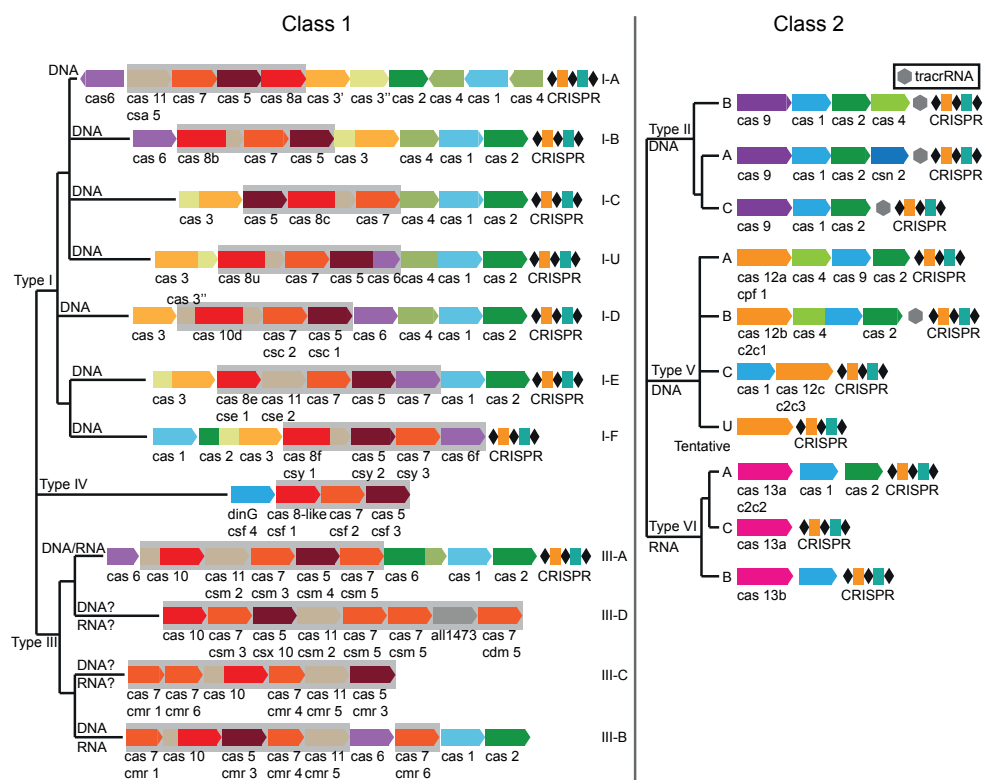 Class 1
Class 2
DNA
I-A
cas6 cas 11 cas 7 cas 5 cas 8a cas 3' cas 3'' cas 2 cas 4 cas 1 cas 4 CRISPR
csa 5
DNA
I-B
cas 6 cas 8b cas 7 cas 5 cas 3 cas 4 cas 1 cas 2 CRISPR
DNA
I-C
cas 3 cas 5 cas 8c cas 7 cas 4 cas 1 cas 2 CRISPR
DNA
I-U
Type I
cas 3 cas 8u cas 7 cas 5 cas 6 cas 4 cas 1 cas 2 CRISPR
cas 3''
DNA
I-D
cas 3 cas 10d cas 7 cas 5 cas 6 cas 4 cas 1 cas 2 CRISPR
csc 2 csc 1
DNA
I-E
cas 3 cas 8e cas 11 cas 7 cas 5 cas 7 cas 1 cas 2 CRISPR
cse 1 cse 2
DNA
I-F
cas 1 cas 2 cas 3 cas 8f cas 5 cas 7 cas 6f CRISPR
csy 1 csy 2 csy 3
Type IV
dinG cas 8-like cas 7 cas 5
csf 4 csf 1 csf 2 csf 3
DNA/RNA
III-A
cas 6 cas 10 cas 11 cas 7 cas 5 cas 7 cas 6 cas 1 cas 2 CRISPR
csm 2 csm 3 csm 4 csm 5
DNA?
RNA?
III-D
Type III
cas 10 cas 7 cas 5 cas 11 cas 7 cas 7 all1473 cas 7
csm 3 csx 10 csm 2 csm 5 csm 5 cdm 5
DNA?
RNA?
III-C
cas 7 cas 7 cas 10 cas 7 cas 11 cas 5
cmr 1 cmr 6 cmr 4 cmr 5 cmr 3
DNA
RNA
III-B
cas 7 cas 10 cas 5 cas 7 cas 11 cas 6 cas 7 cas 1 cas 2
cmr 1 cmr 3 cmr 4 cmr 5 cmr 6
tracrRNA
B
cas 9 cas 1 cas 2 cas 4 CRISPR
Type II
DNA
A
cas 9 cas 1 cas 2 csn 2 CRISPR
C
cas 9 cas 1 cas 2 CRISPR
A
cas 12a cas 4 cas 9 cas 2 CRISPR
cpf 1
B
cas 12b cas 4 cas 2 CRISPR
c2c1
Type V
DNA
C
cas 1 cas 12c CRISPR
c2c3
U
Tentative
CRISPR
A
cas 13a cas 1 cas 2 CRISPR
c2c2
Type VI
RNA
C
cas 13a CRISPR
B
cas 13b CRISPR